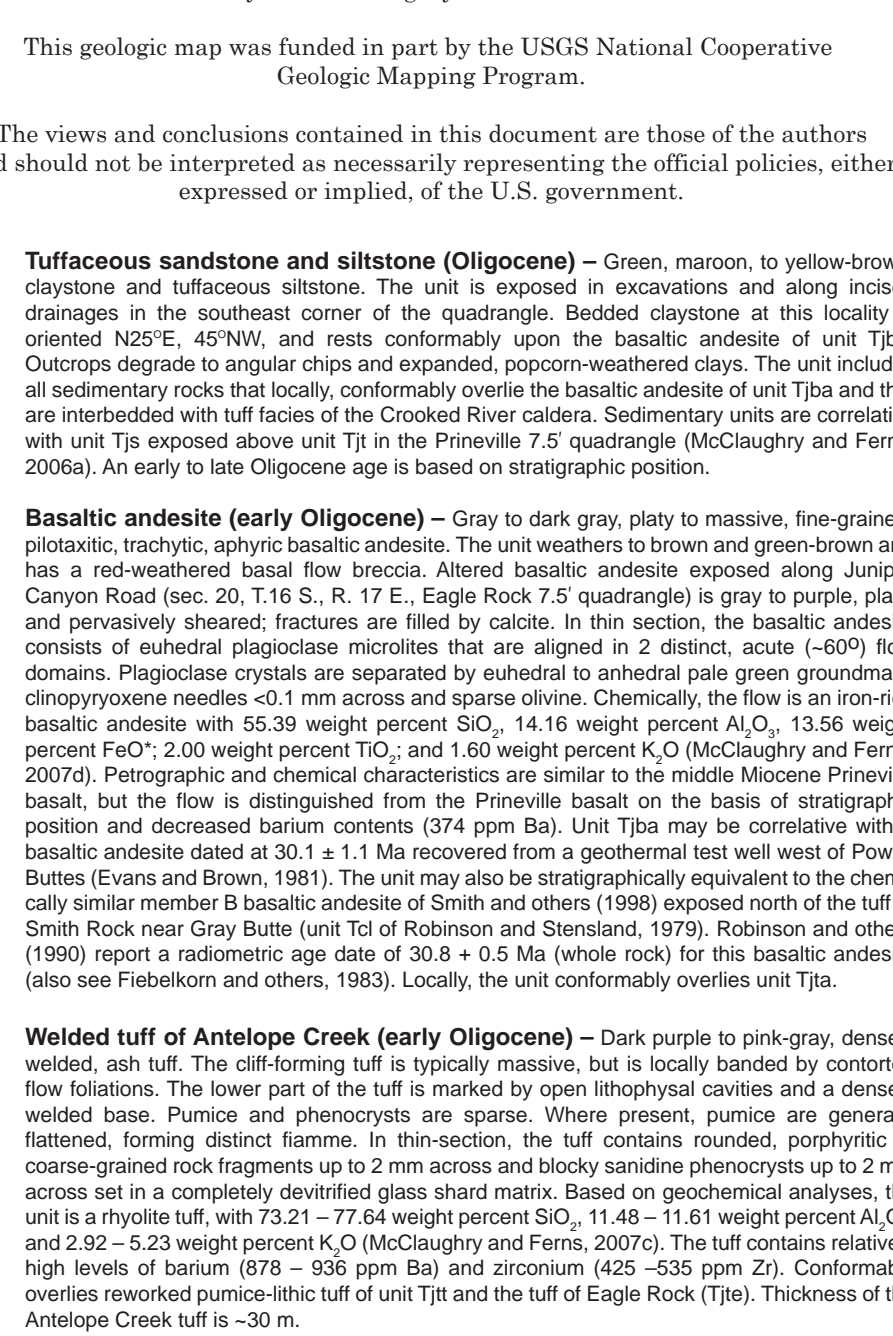 This geologic map was funded in part by the USGS National Cooperative
Geologic Mapping Program.
The views and conclusions contained in this document are those of the authors
should not be interpreted as necessarily representing the official policies, either
expressed or implied, of the U.S. government.
Tuffaceous sandstone and siltstone (Oligocene) – Green, maroon, to yellow-brow
claystone and tuffaceous siltstone. The unit is exposed in excavations and along incis
drainages in the southeast corner of the quadrangle. Bedded claystone at this locality
oriented N25°E, 45°NW, and rests conformably upon the basaltic andesite of unit Tjb
Outcrops degrade to angular chips and expanded, popcorn-weathered clays. The unit includ
all sedimentary rocks that locally, conformably overlie the basaltic andesite of unit Tjba and th
are interbedded with tuff facies of the Crooked River caldera. Sedimentary units are correlati
with unit Tjs exposed above unit Tjt in the Prineville 7.5′ quadrangle (McClaughry and Fern
2006a). An early to late Oligocene age is based on stratigraphic position.
Basaltic andesite (early Oligocene) – Gray to dark gray, platy to massive, fine-graine
pilotaxitic, trachytic, aphyric basaltic andesite. The unit weathers to brown and green-brown a
has a red-weathered basal flow breccia. Altered basaltic andesite exposed along Junip
Canyon Road (sec. 20, T.16 S., R. 17 E., Eagle Rock 7.5′ quadrangle) is gray to purple, pla
and pervasively sheared; fractures are filled by calcite. In thin section, the basaltic andes
consists of euhedral plagioclase microlites that are aligned in 2 distinct, acute (~60º) flo
domains. Plagioclase crystals are separated by euhedral to anhedral pale green groundma
clinopyryoxene needles <0.1 mm across and sparse olivine. Chemically, the flow is an iron-ri
basaltic andesite with 55.39 weight percent SiO₂, 14.16 weight percent Al₂O₃, 13.56 weig
percent FeO*; 2.00 weight percent TiO₂; and 1.60 weight percent K₂O (McClaughry and Fern
2007d). Petrographic and chemical characteristics are similar to the middle Miocene Prinevi
basalt, but the flow is distinguished from the Prineville basalt on the basis of stratigraph
position and decreased barium contents (374 ppm Ba). Unit Tjba may be correlative with
basaltic andesite dated at 30.1 ± 1.1 Ma recovered from a geothermal test well west of Pow
Buttes (Evans and Brown, 1981). The unit may also be stratigraphically equivalent to the chem
cally similar member B basaltic andesite of Smith and others (1998) exposed north of the tuff
Smith Rock near Gray Butte (unit Tcl of Robinson and Stensland, 1979). Robinson and othe
(1990) report a radiometric age date of 30.8 + 0.5 Ma (whole rock) for this basaltic andesi
(also see Fiebelkorn and others, 1983). Locally, the unit conformably overlies unit Tjta.
Welded tuff of Antelope Creek (early Oligocene) – Dark purple to pink-gray, dense
welded, ash tuff. The cliff-forming tuff is typically massive, but is locally banded by contort
flow foliations. The lower part of the tuff is marked by open lithophysal cavities and a dense
welded base. Pumice and phenocrysts are sparse. Where present, pumice are genera
flattened, forming distinct fiamme. In thin-section, the tuff contains rounded, porphyritic
coarse-grained rock fragments up to 2 mm across and blocky sanidine phenocrysts up to 2 m
across set in a completely devitrified glass shard matrix. Based on geochemical analyses, th
unit is a rhyolite tuff, with 73.21 – 77.64 weight percent SiO₂, 11.48 – 11.61 weight percent Al₂O
and 2.92 – 5.23 weight percent K₂O (McClaughry and Ferns, 2007c). The tuff contains relative
high levels of barium (878 – 936 ppm Ba) and zirconium (425 –535 ppm Zr). Conformab
overlies reworked pumice-lithic tuff of unit Tjtt and the tuff of Eagle Rock (Tjte). Thickness of t
Antelope Creek tuff is ~30 m.